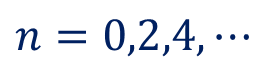 n = 0,2,4, ⋯